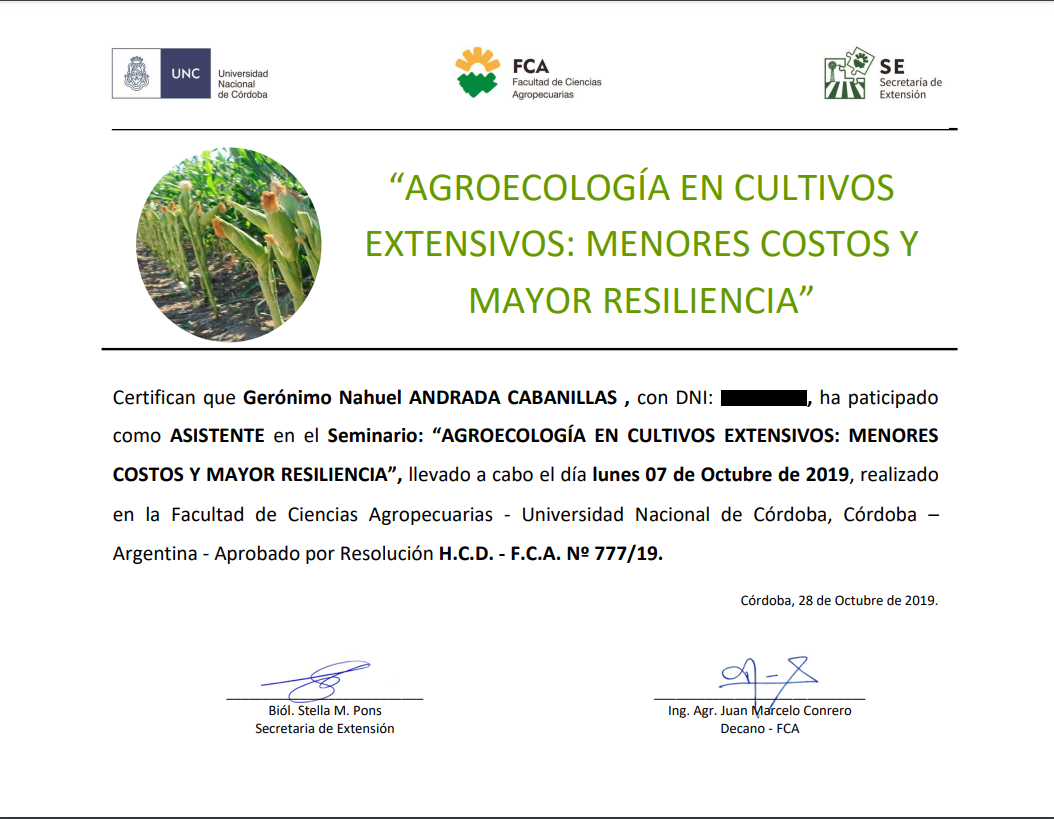 UNC
Universidad
Nacional
de Córdoba
FCA
Facultad de Ciencias
Agropecuarias
SE
Secretaría de
Extensión
“AGROECOLOGÍA EN CULTIVOS
EXTENSIVOS: MENORES COSTOS Y
MAYOR RESILIENCIA”
Certifican que Gerónimo Nahuel ANDRADA CABANILLAS , con DNI: , ha paticipado
como ASISTENTE en el Seminario: “AGROECOLOGÍA EN CULTIVOS EXTENSIVOS: MENORES
COSTOS Y MAYOR RESILIENCIA”, llevado a cabo el día lunes 07 de Octubre de 2019, realizado
en la Facultad de Ciencias Agropecuarias - Universidad Nacional de Córdoba, Córdoba –
Argentina - Aprobado por Resolución H.C.D. - F.C.A. Nº 777/19.
Córdoba, 28 de Octubre de 2019.
Biól. Stella M. Pons
Secretaria de Extensión
Ing. Agr. Juan Marcelo Conrero
Decano - FCA